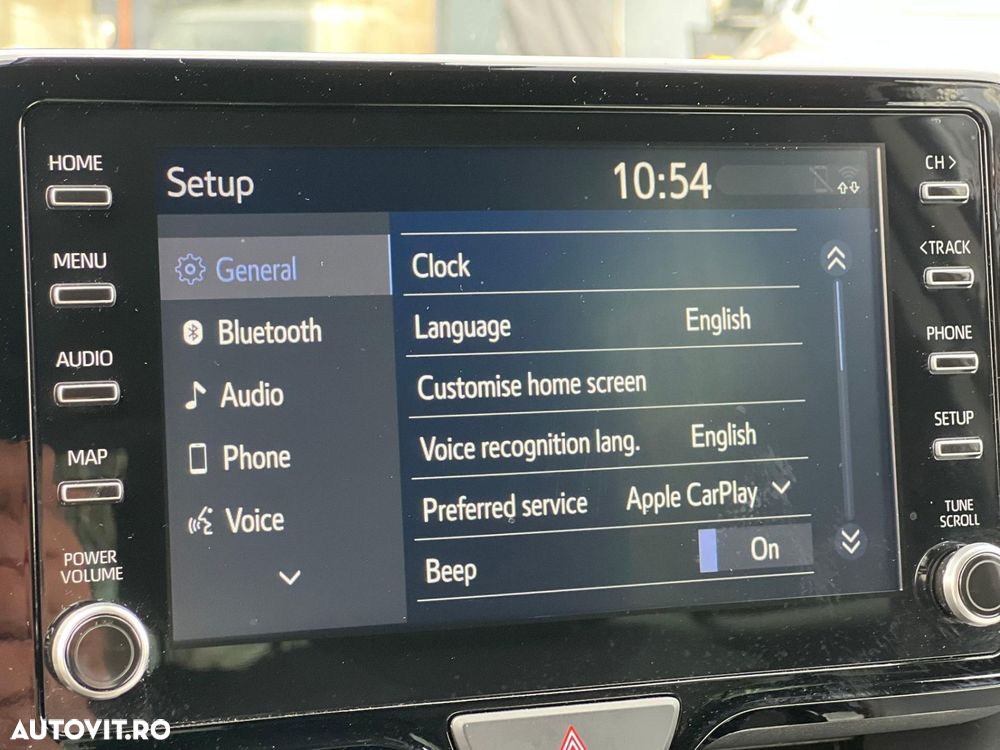 HOME
MENU
AUDIO
MAP
POWER
VOLUME
Setup
10:54
General
Bluetooth
Audio
Phone
Voice
Clock
Language English
Customise home screen
Voice recognition lang. English
Preferred service Apple CarPlay
Beep On
CH >
< TRACK
PHONE
SETUP
TUNE
SCROLL
AUTOVIT.RO